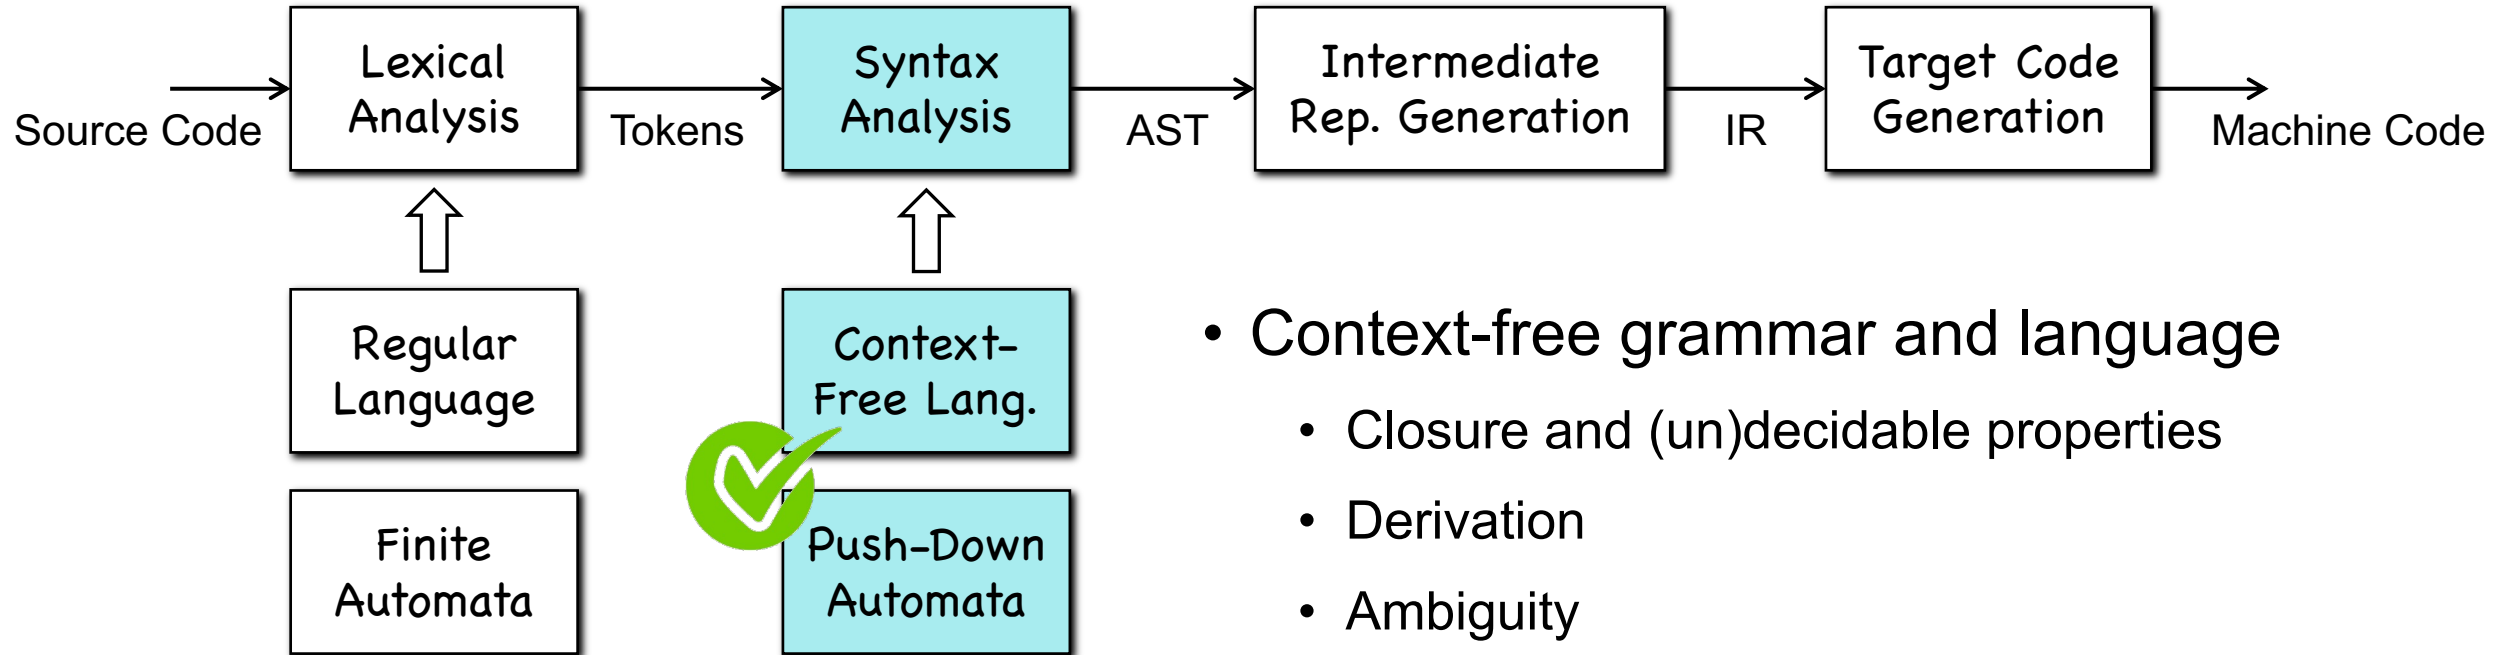 Source Code
Lexical
Analysis
Tokens
Syntax
Analysis
AST
Intermediate
Rep. Generation
IR
Target Code
Generation
Machine Code
Regular
Language
Context-
Free Lang.
Finite
Automata
Push-Down
Automata
• Context-free grammar and language
• Closure and (un)decidable properties
• Derivation
• Ambiguity